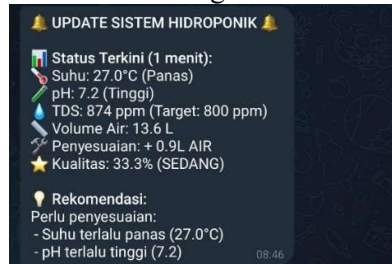 🔔 UPDATE SISTEM HIDROPONIK 🔔
📊 Status Terkini (1 menit):
🌡️ Suhu: 27.0°C (Panas)
🧪 pH: 7.2 (Tinggi)
💧 TDS: 874 ppm (Target: 800 ppm)
📏 Volume Air: 13.6 L
🛠️ Penyesuaian: + 0.9L AIR
⭐ Kualitas: 33.3% (SEDANG)
💡 Rekomendasi:
Perlu penyesuaian:
- Suhu terlalu panas (27.0°C)
- pH terlalu tinggi (7.2)
08:46